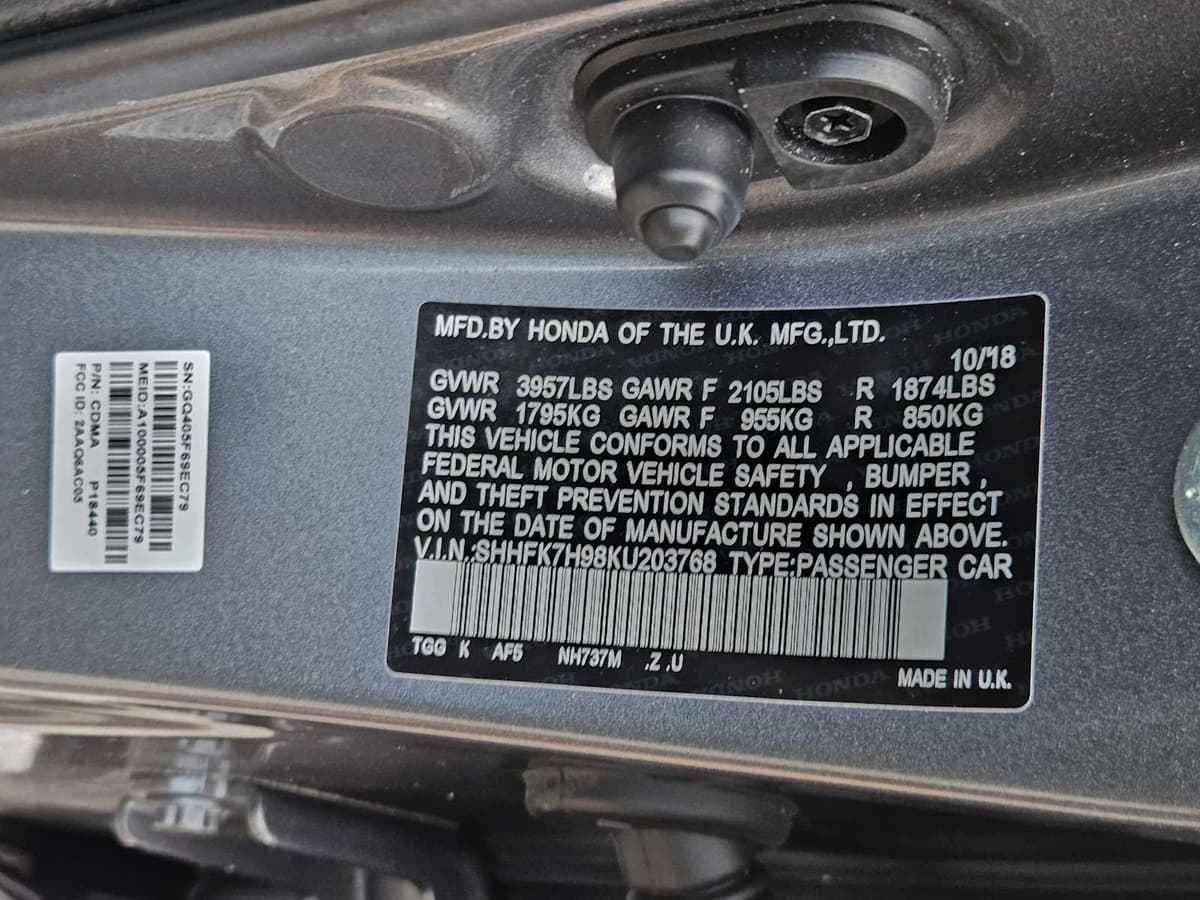 SN:GQ405F69EC79
MEID:A1000005F69EC79
P/N: CDMA P18440
FCC ID: 2AAQ6AC03
MFD.BY HONDA OF THE U.K. MFG.,LTD.
10/'18
GVWR 3957LBS GAWR F 2105LBS R 1874LBS
GVWR 1795KG GAWR F 955KG R 850KG
THIS VEHICLE CONFORMS TO ALL APPLICABLE
FEDERAL MOTOR VEHICLE SAFETY , BUMPER ,
AND THEFT PREVENTION STANDARDS IN EFFECT
ON THE DATE OF MANUFACTURE SHOWN ABOVE.
V.I.N.:SHHFK7H98KU203768 TYPE:PASSENGER CAR
TGG K AF5 NH737M .Z .U
MADE IN U.K.